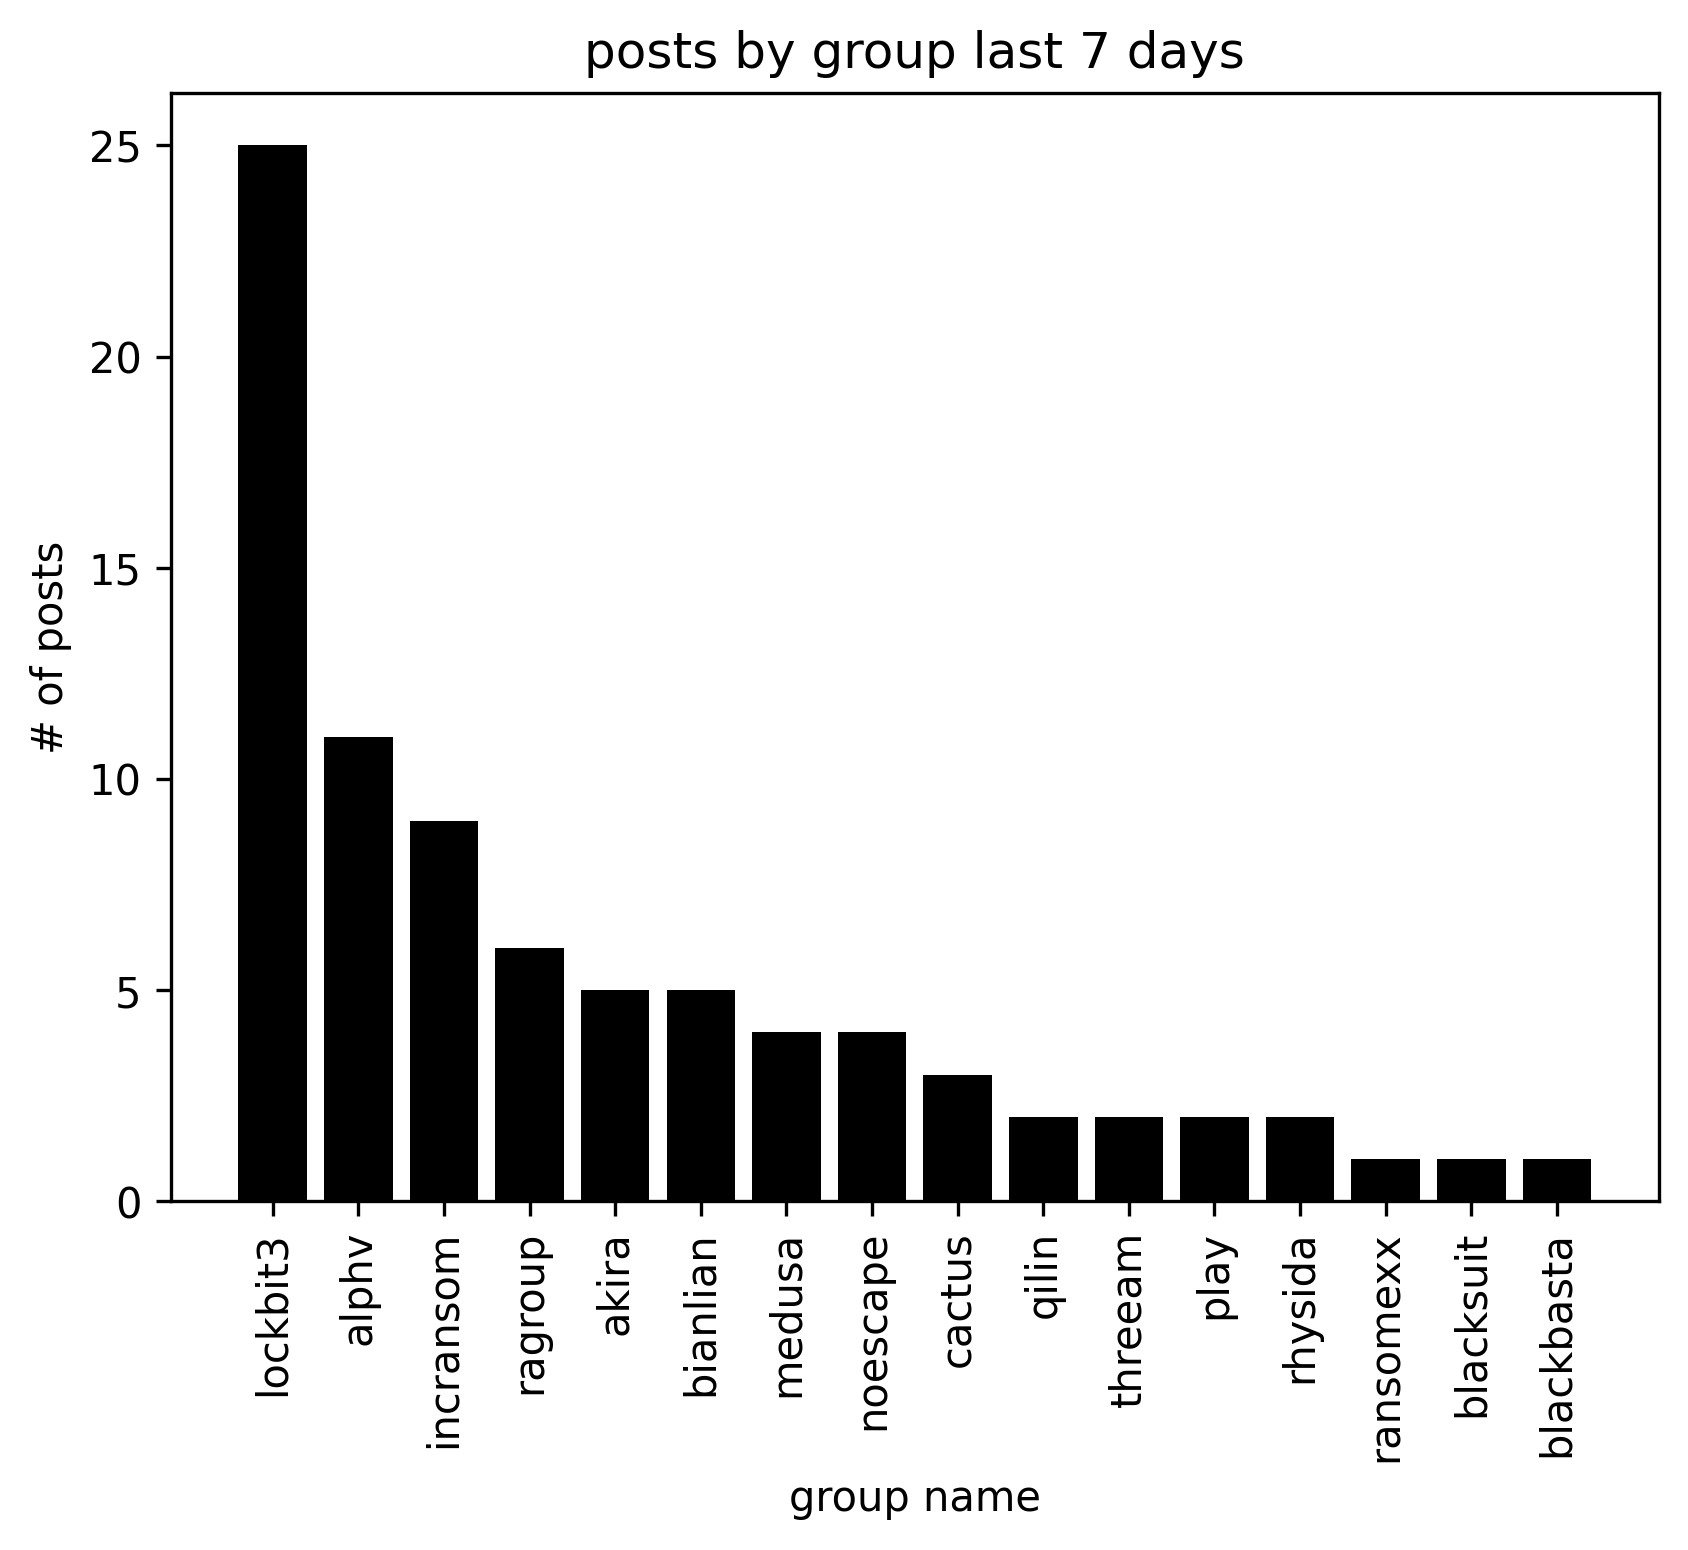 posts by group last 7 days
25
20
15
10
5
0
# of posts
lockbit3
alphv
incransom
ragroup
akira
bianlian
medusa
noescape
cactus
qilin
threeam
play
rhysida
ransomexx
blacksuit
blackbasta
group name